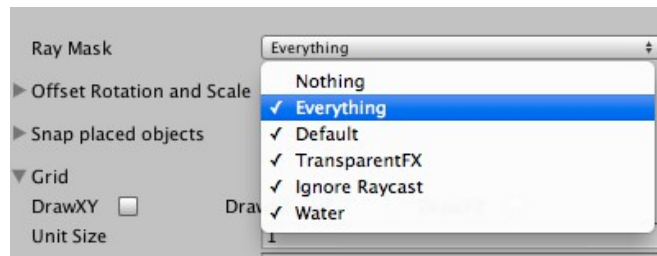 Ray Mask Everything
Nothing
Offset Rotation and Scale
✓ Everything
✓ Default
Snap placed objects
✓ TransparentFX
Grid
✓ Ignore Raycast
DrawXY
✓ Water
Unit Size 1